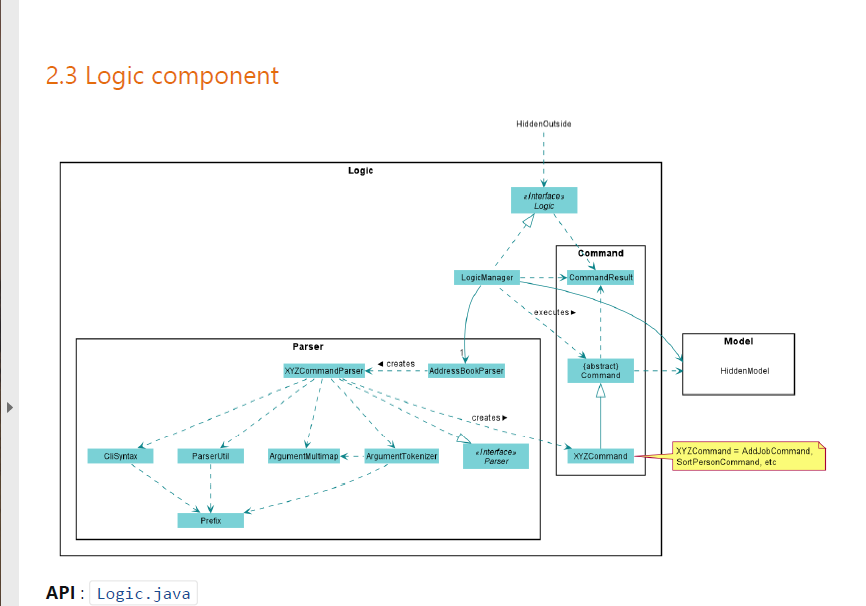 2.3 Logic component
HiddenOutside
Logic
«Interface»
Logic
Command
LogicManager
CommandResult
executes ►
Model
Parser
◄ creates
XYZCommandParser
1
AddressBookParser
{abstract}
Command
HiddenModel
creates ►
CliSyntax
ParserUtil
ArgumentMultimap
ArgumentTokenizer
«Interface»
Parser
XYZCommand
XYZCommand = AddJobCommand,
SortPersonCommand, etc
Prefix
API : Logic.java